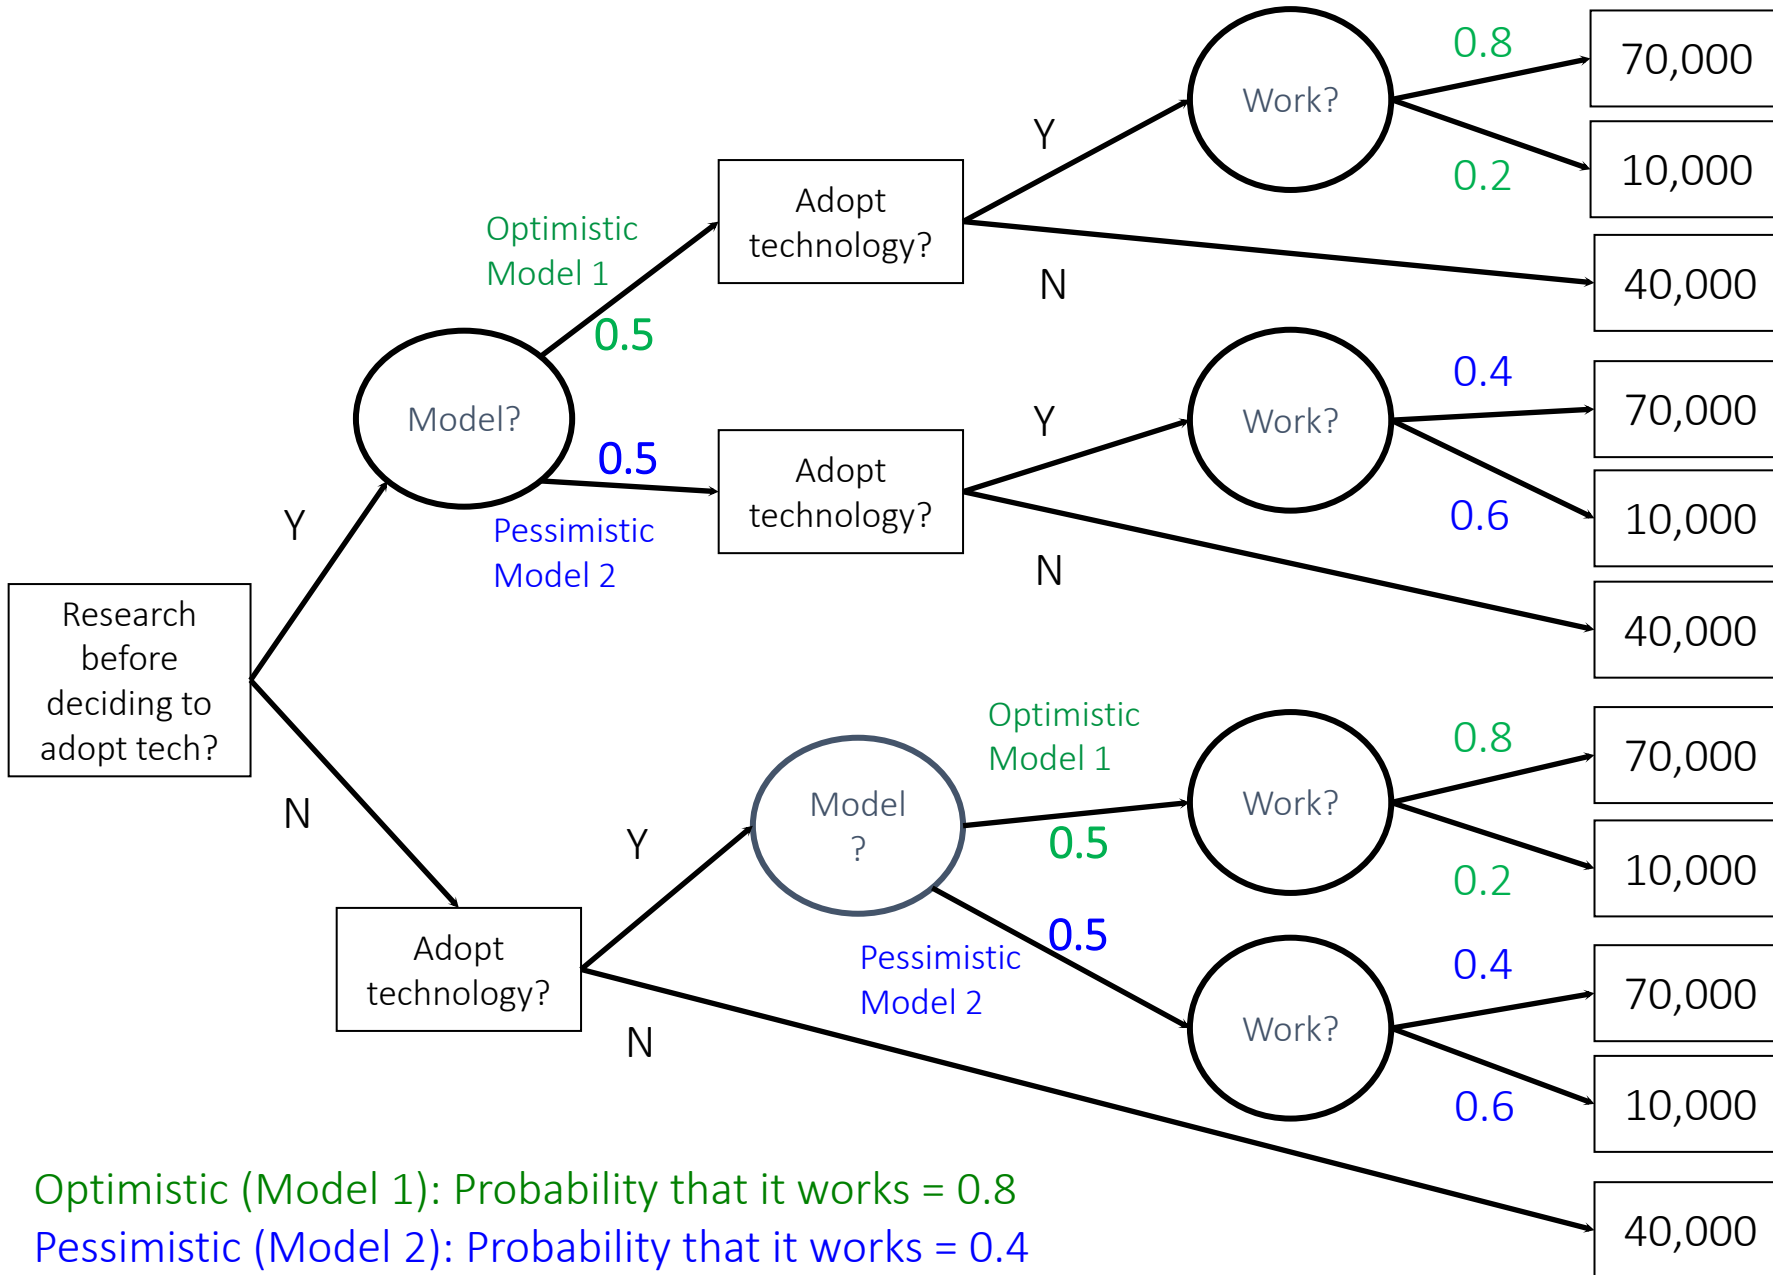 0.8
70,000
Work?
Y
10,000
0.2
Adopt
technology?
Optimistic
Model 1
N
40,000
0.5
0.4
70,000
Model?
Y
Work?
0.5
Adopt
technology?
10,000
0.6
Y
Pessimistic
Model 2
N
40,000
Research
before
deciding to
adopt tech?
Optimistic
Model 1
0.8
70,000
N
Model
?
Work?
Y
0.5
10,000
0.2
Adopt
technology?
0.5
Pessimistic
Model 2
0.4
70,000
N
Work?
10,000
0.6
Optimistic (Model 1): Probability that it works = 0.8
40,000
Pessimistic (Model 2): Probability that it works = 0.4